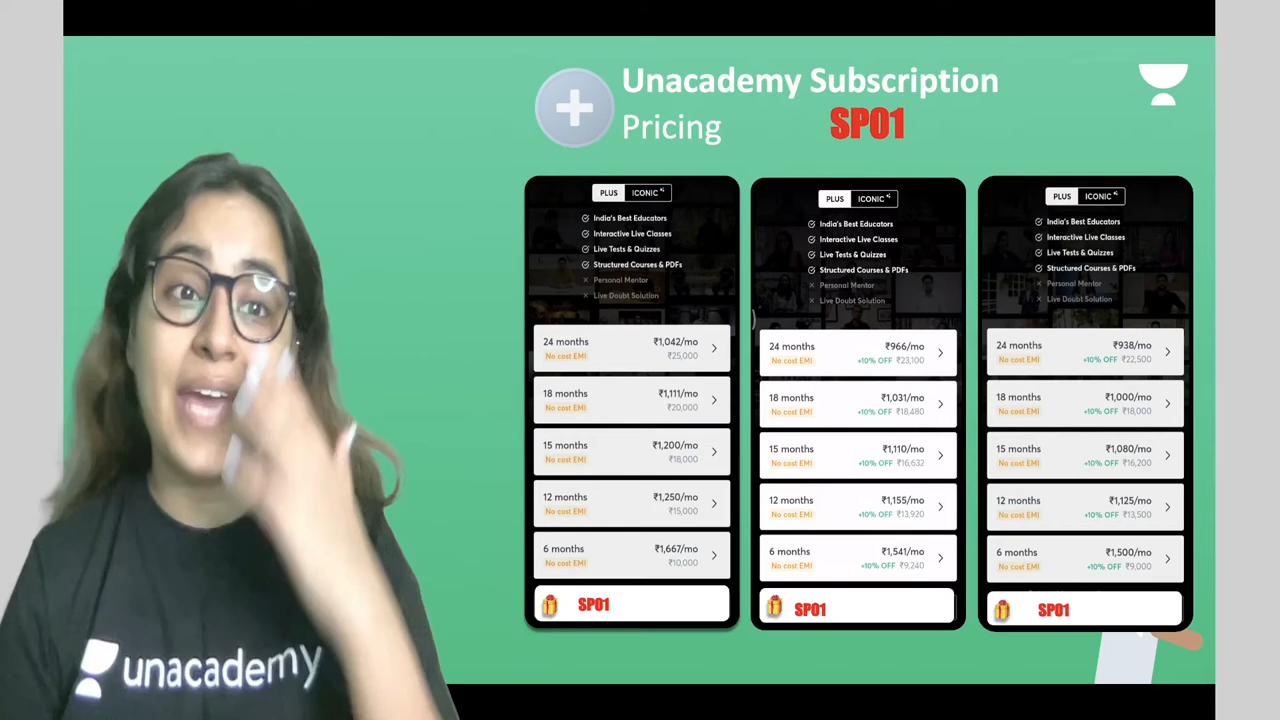 Unacademy Subscription
Pricing
SP01
PLUS ICONIC
India's Best Educators
Interactive Live Classes
Live Tests & Quizzes
Structured Courses & PDFs
Personal Mentor
Live Doubt Solution
24 months ₹1,042/mo
No cost EMI ₹25,000
18 months ₹1,111/mo
No cost EMI ₹20,000
15 months ₹1,200/mo
No cost EMI ₹18,000
12 months ₹1,250/mo
No cost EMI ₹15,000
6 months ₹1,667/mo
No cost EMI ₹10,000
SP01
PLUS ICONIC
India's Best Educators
Interactive Live Classes
Live Tests & Quizzes
Structured Courses & PDFs
Personal Mentor
Live Doubt Solution
24 months ₹966/mo
No cost EMI +10% OFF ₹23,100
18 months ₹1,031/mo
No cost EMI +10% OFF ₹18,480
15 months ₹1,110/mo
No cost EMI +10% OFF ₹16,632
12 months ₹1,155/mo
No cost EMI +10% OFF ₹13,920
6 months ₹1,541/mo
No cost EMI +10% OFF ₹9,240
SP01
PLUS ICONIC
India's Best Educators
Interactive Live Classes
Live Tests & Quizzes
Structured Courses & PDFs
Personal Mentor
Live Doubt Solution
24 months ₹938/mo
No cost EMI +10% OFF ₹22,500
18 months ₹1,000/mo
No cost EMI +10% OFF ₹18,000
15 months ₹1,080/mo
No cost EMI +10% OFF ₹16,200
12 months ₹1,125/mo
No cost EMI +10% OFF ₹13,500
6 months ₹1,500/mo
No cost EMI +10% OFF ₹9,000
SP01
unacademy